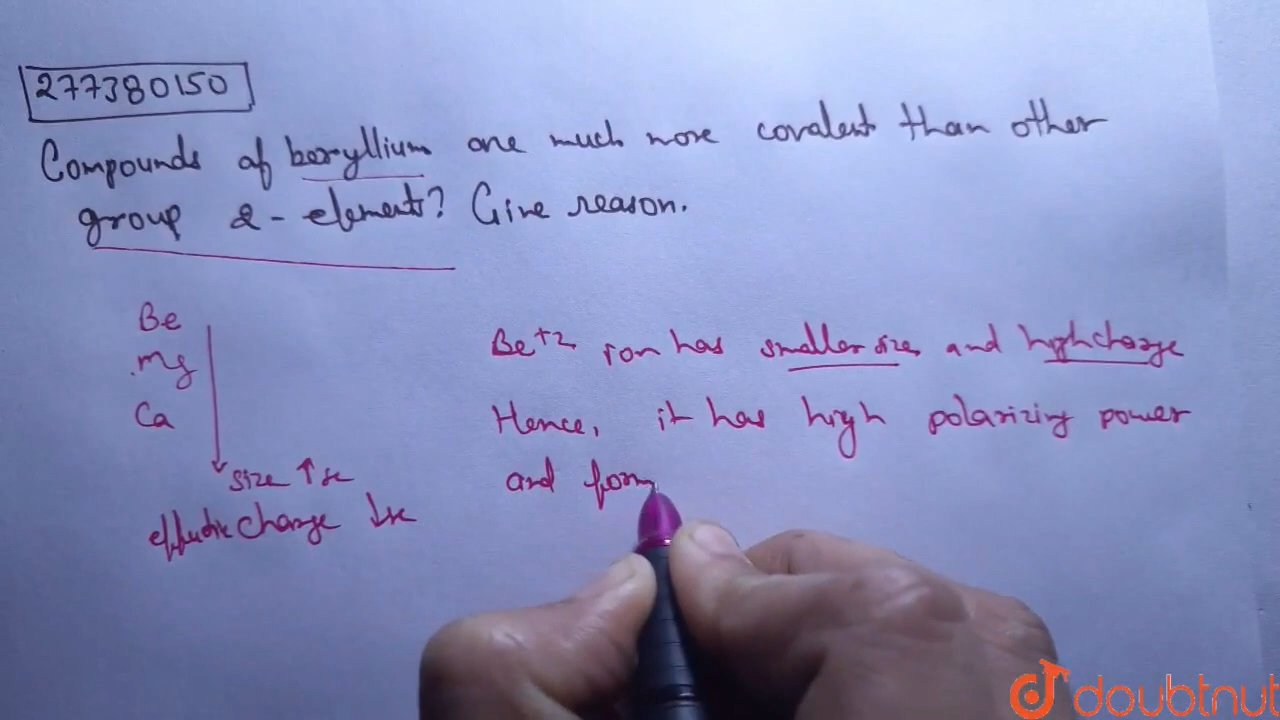 277380150
Compounds of beryllium are much more covalent than other
group 2- elements? Give reason.
Be
Mg
Ca
size ↑se
effective charge ↓se
Be+2 ion has smaller size and high charge
Hence, it has high polarizing power
and form
doubtnut